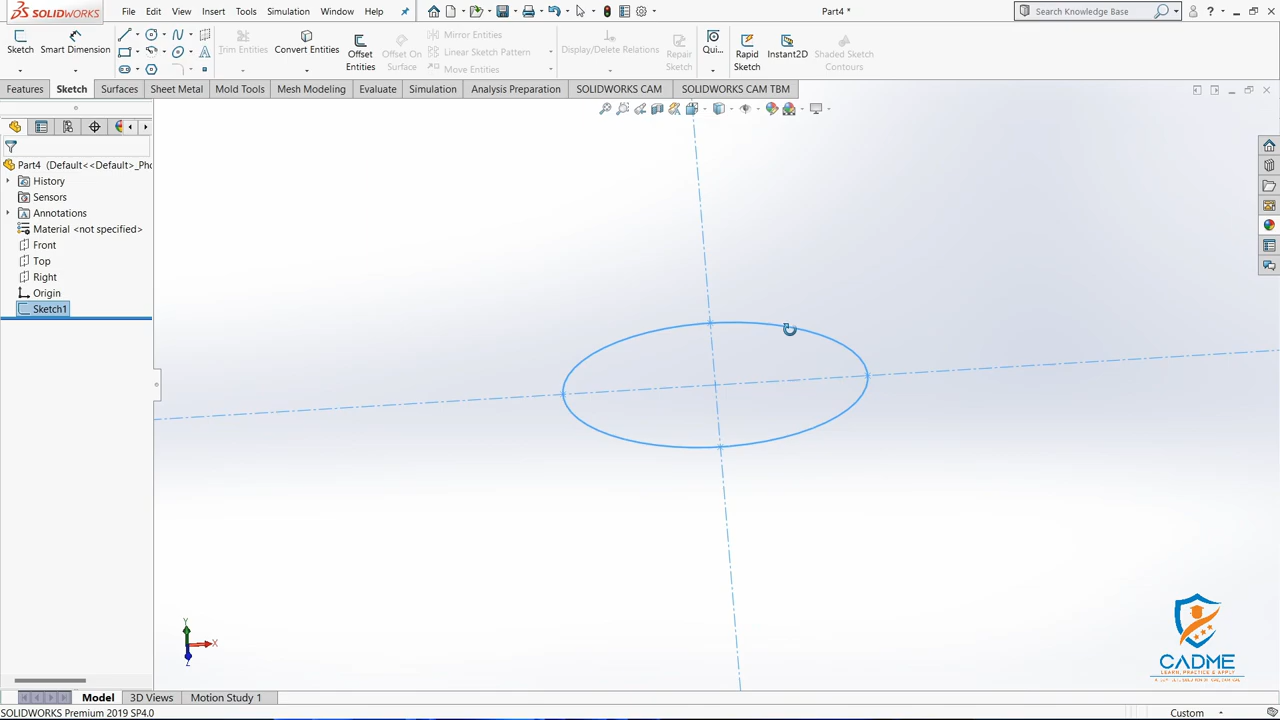 SOLIDWORKS
File Edit View Insert Tools Simulation Window Help
Part4 *
Search Knowledge Base
Sketch
Smart Dimension
Trim Entities
Convert Entities
Offset Entities
Offset On Surface
Mirror Entities
Linear Sketch Pattern
Move Entities
Display/Delete Relations
Repair Sketch
Qui...
Rapid Sketch
Instant2D
Shaded Sketch Contours
Features Sketch Surfaces Sheet Metal Mold Tools Mesh Modeling Evaluate Simulation Analysis Preparation SOLIDWORKS CAM SOLIDWORKS CAM TBM
Part4 (Default<<Default>_Pho
History
Sensors
Annotations
Material <not specified>
Front
Top
Right
Origin
Sketch1
Y
X
Z
CADME
LEARN, PRACTICE & APPLY
Model 3D Views Motion Study 1
SOLIDWORKS Premium 2019 SP4.0
Custom